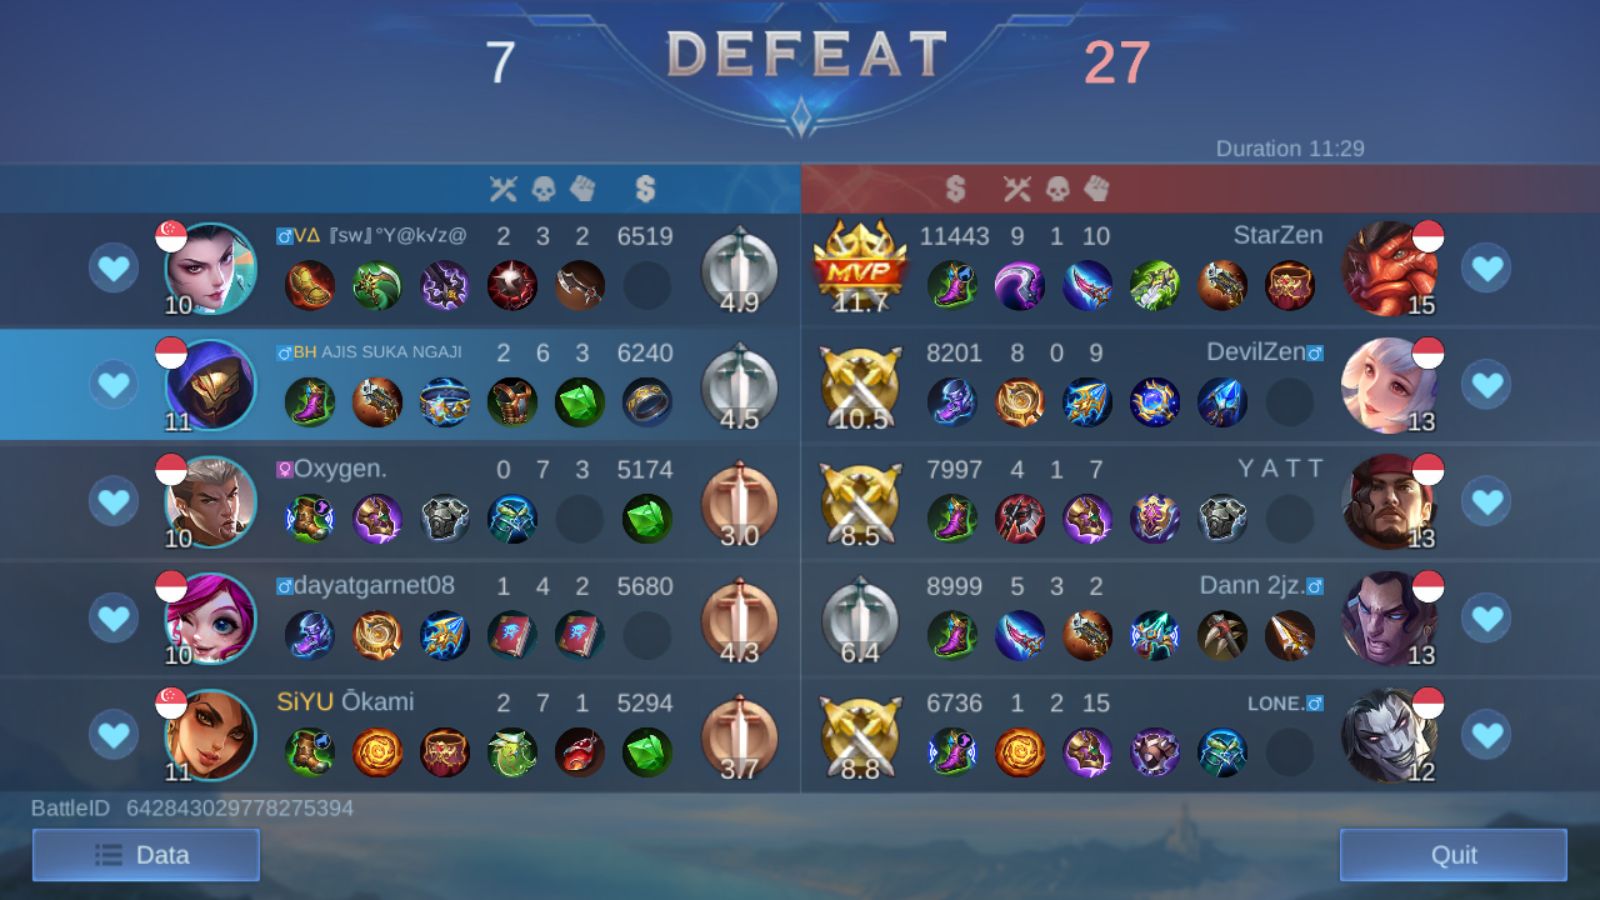 7 DEFEAT 27
Duration 11:29
♂VΔ『sw』°Y@k√z@ 2 3 2 6519
10 4.9
MVP 11443 9 1 10 StarZen
11.7 15
♂BH AJIS SUKA NGAJI 2 6 3 6240
11 4.5
8201 8 0 9 DevilZen♂
10.5 13
♀Oxygen. 0 7 3 5174
10 3.0
7997 4 1 7 Y A T T
8.5 13
♂dayatgarnet08 1 4 2 5680
10 4.3
8999 5 3 2 Dann 2jz.♂
6.4 13
SiYU Ōkami 2 7 1 5294
11 3.7
6736 1 2 15 LONE.♂
8.8 12
BattleID 642843029778275394
Data
Quit